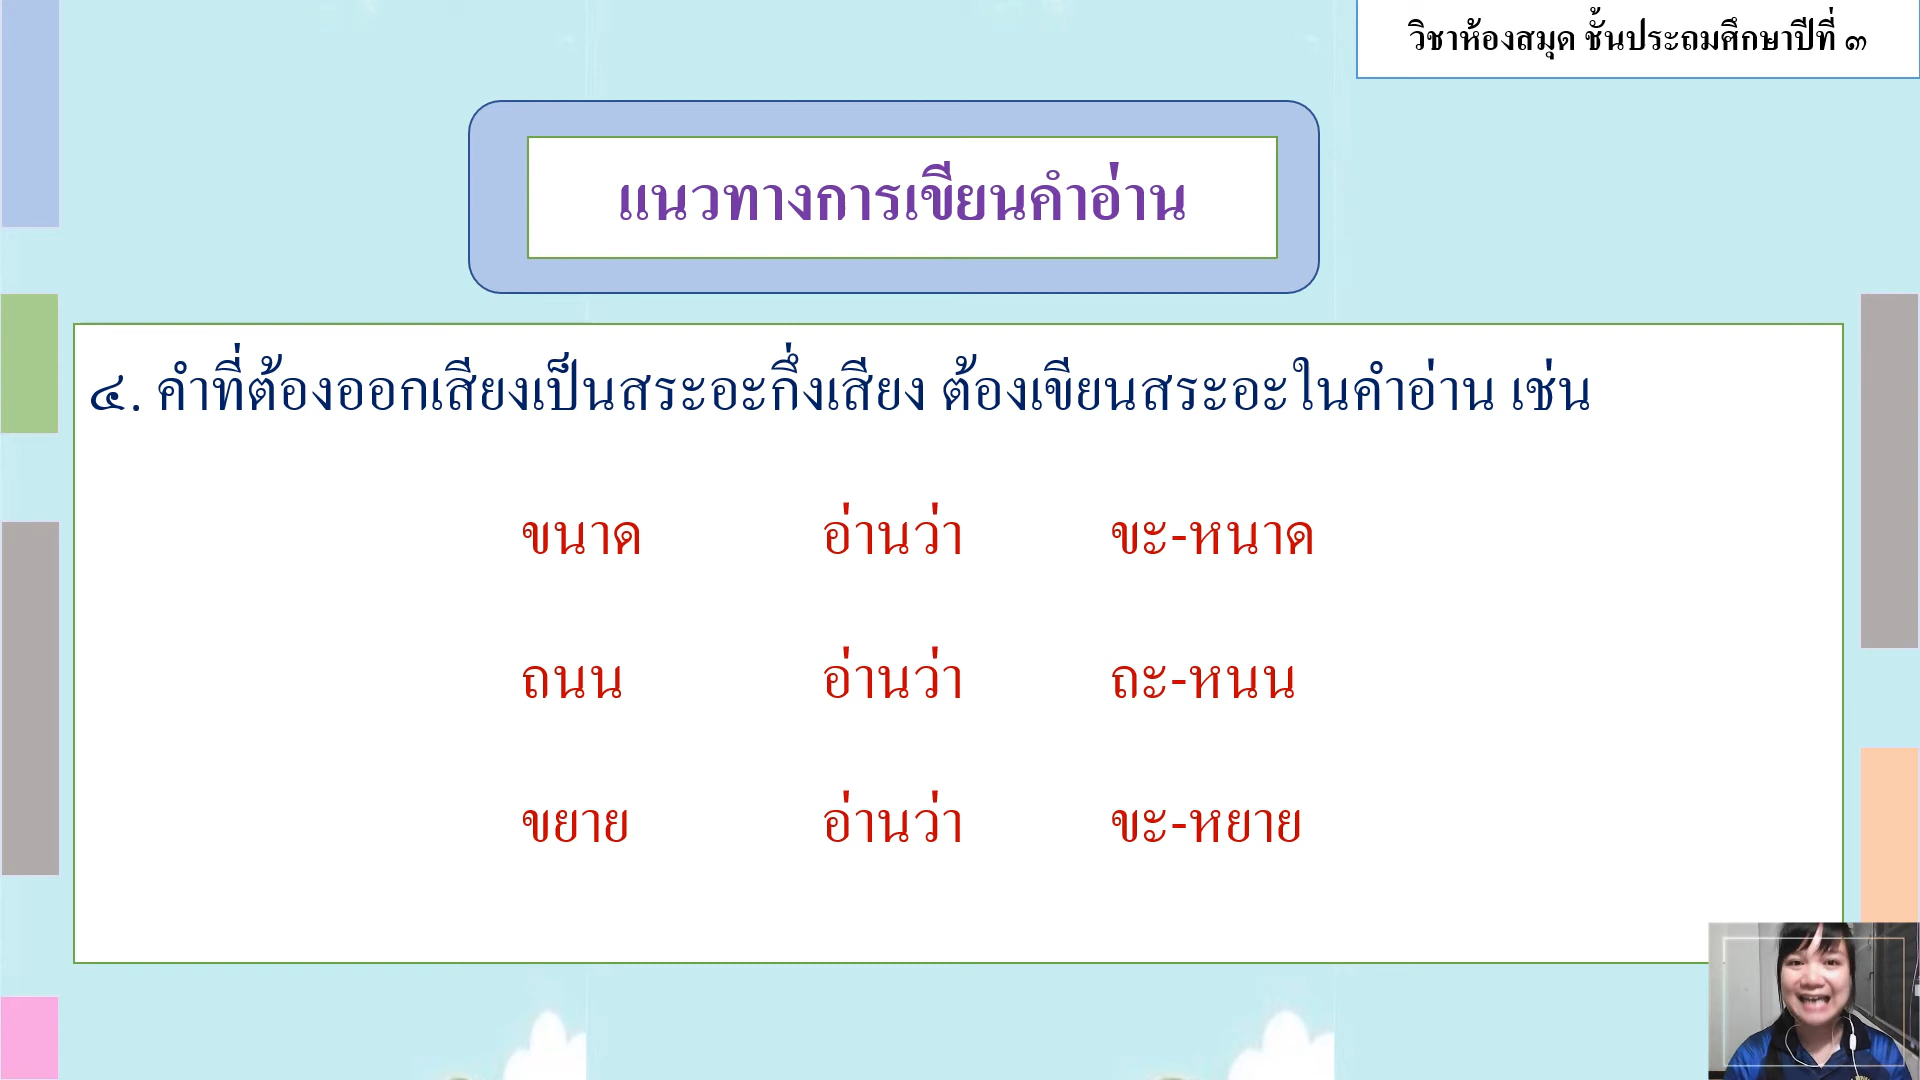 วิชาห้องสมุด ชั้นประถมศึกษาปีที่ ๓
แนวทางการเขียนคำอ่าน
๔. คำที่ต้องออกเสียงเป็นสระอะกึ่งเสียง ต้องเขียนสระอะในคำอ่าน เช่น
ขนาด อ่านว่า ขะ-หนาด
ถนน อ่านว่า ถะ-หนน
ขยาย อ่านว่า ขะ-หยาย